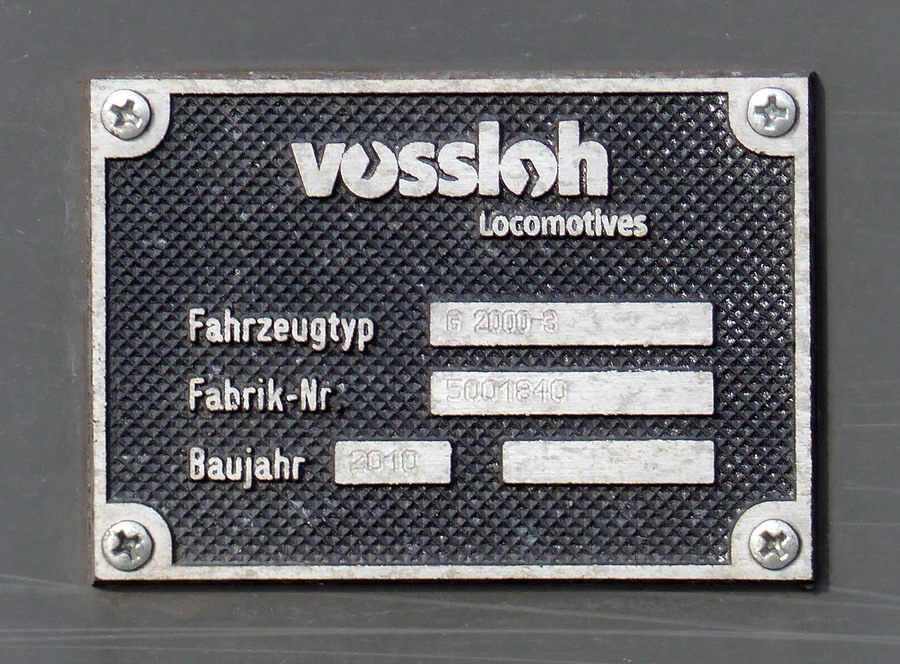 vossloh
Locomotives
Fahrzeugtyp G 2000-3
Fabrik-Nr 5001840
Baujahr 2010